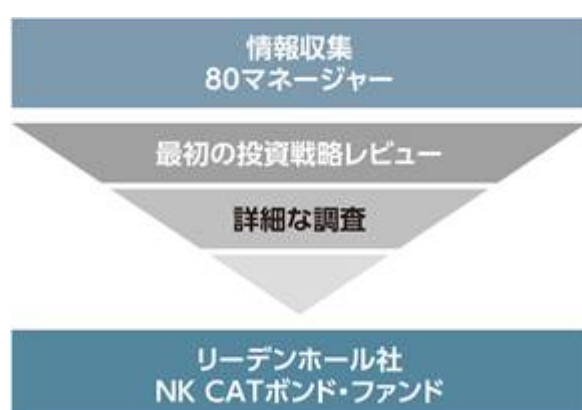 情報収集
80マネージャー
最初の投資戦略レビュー
詳細な調査
リーデンホール社
NK CATボンド・ファンド